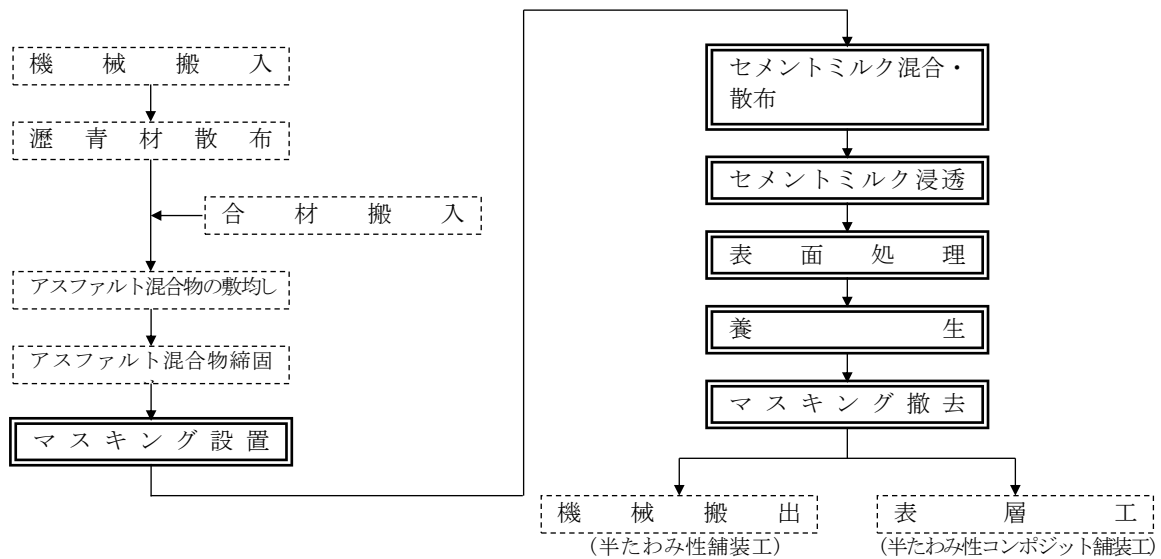 機械搬入
瀝青材散布
合材搬入
アスファルト混合物の敷均し
アスファルト混合物締固
マスキング設置
セメントミルク混合・
散布
セメントミルク浸透
表面処理
養生
マスキング撤去
機械搬出
(半たわみ性舗装工)
表層工
(半たわみ性コンポジット舗装工)